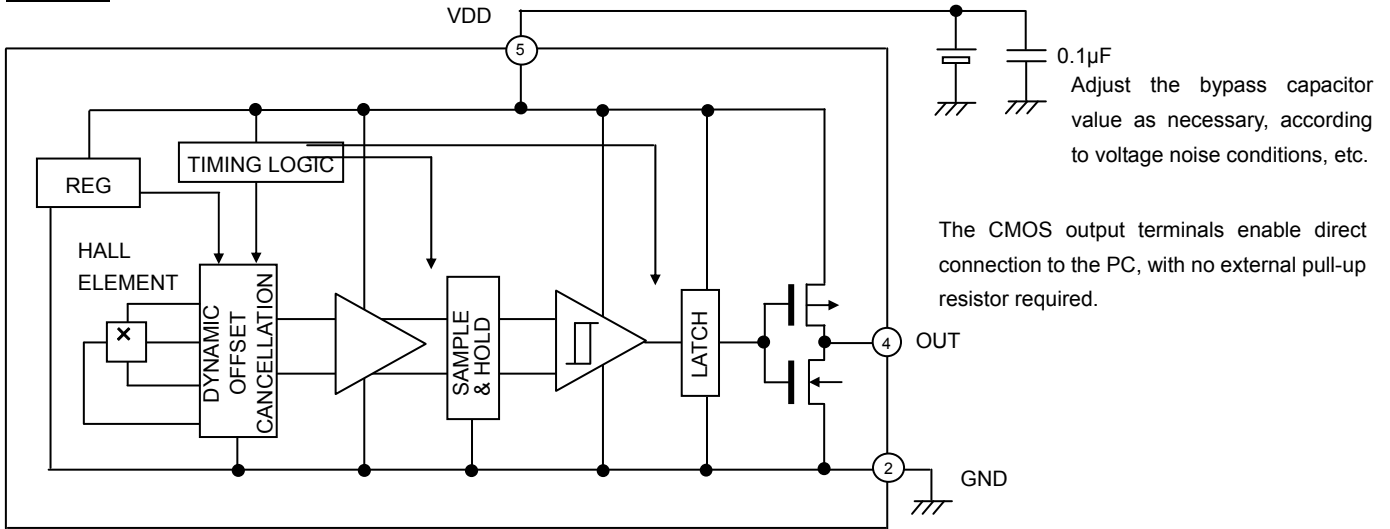 VDD
5
0.1µF
Adjust the bypass capacitor
value as necessary, according
to voltage noise conditions, etc.
TIMING LOGIC
REG
The CMOS output terminals enable direct
connection to the PC, with no external pull-up
resistor required.
HALL
ELEMENT
×
DYNAMIC
OFFSET
CANCELLATION
SAMPLE
& HOLD
LATCH
4
OUT
2
GND